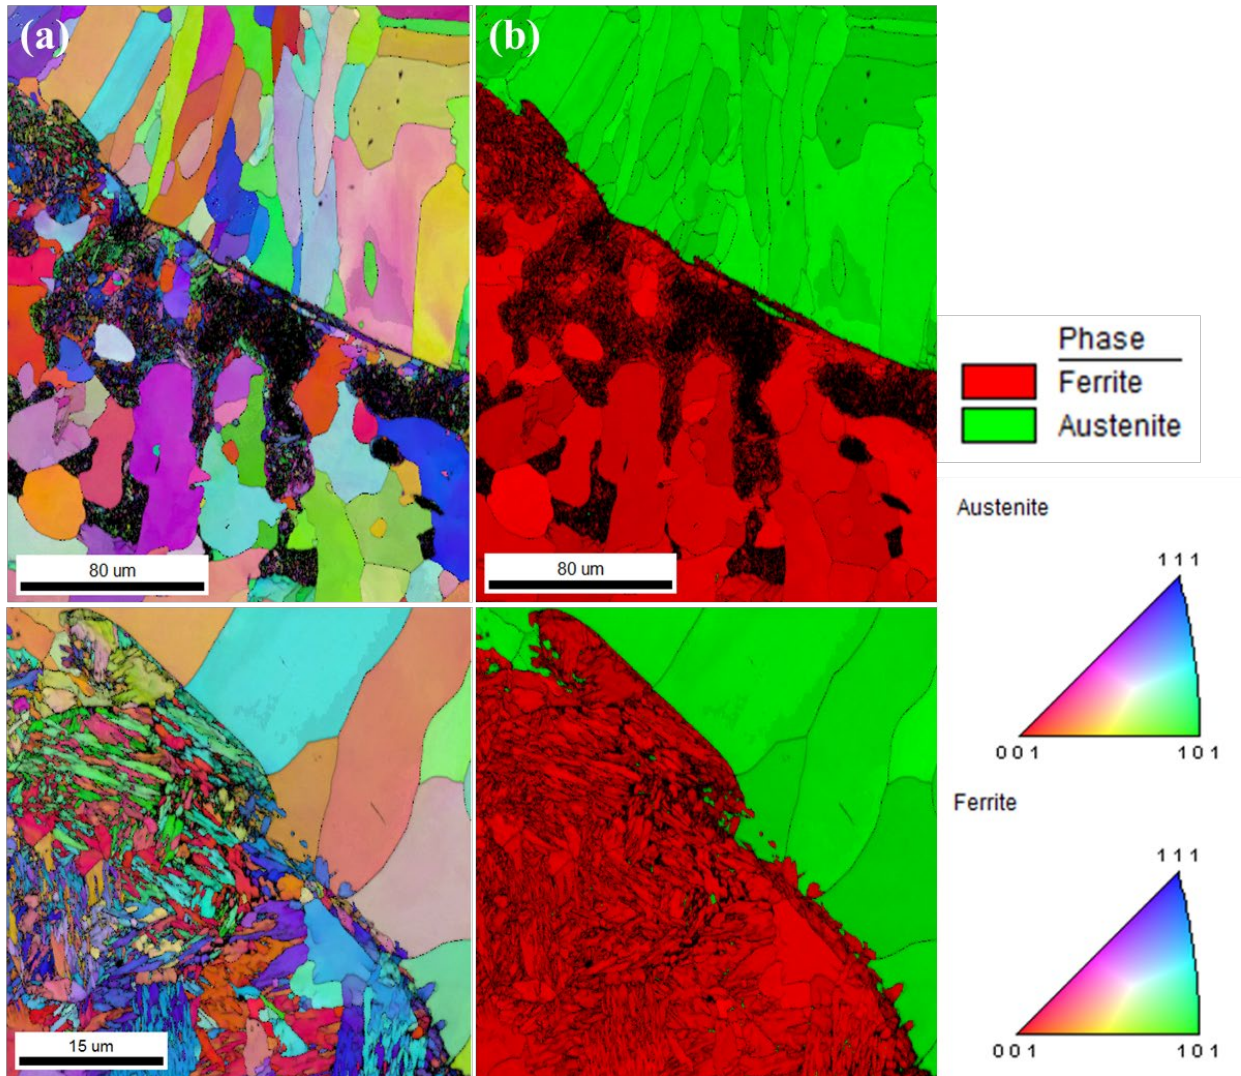 (a)
(b)
80 um
80 um
Phase
Ferrite
Austenite
Austenite
1 1 1
0 0 1
1 0 1
Ferrite
1 1 1
0 0 1
1 0 1
15 um